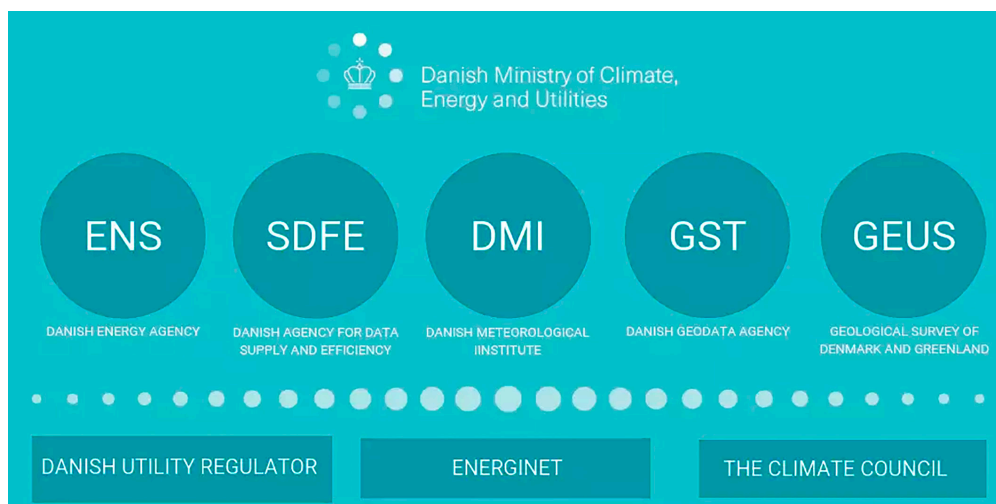 Danish Ministry of Climate,
Energy and Utilities
ENS
SDFE
DMI
GST
GEUS
DANISH ENERGY AGENCY
DANISH AGENCY FOR DATA
SUPPLY AND EFFICIENCY
DANISH METEOROLOGICAL
IINSTITUTE
DANISH GEODATA AGENCY
GEOLOGICAL SURVEY OF
DENMARK AND GREENLAND
DANISH UTILITY REGULATOR
ENERGINET
THE CLIMATE COUNCIL